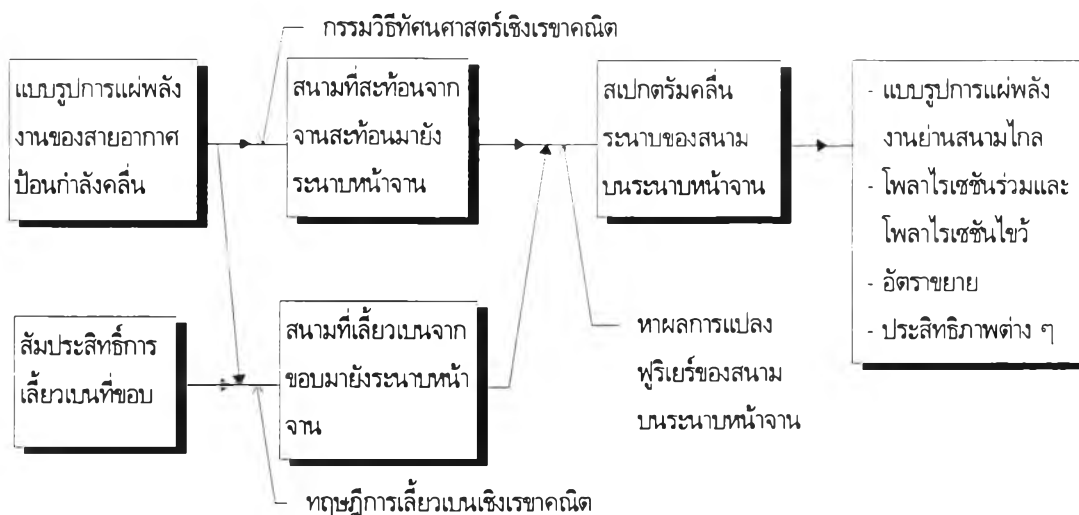 กรรมวิธีทัศนศาสตร์เชิงเรขาคณิต
แบบรูปการแผ่พลัง
งานของสายอากาศ
ป้อนกำลังคลื่น
สนามที่สะท้อนจาก
จานสะท้อนมายัง
ระนาบหน้าจาน
สเปกตรัมคลื่น
ระนาบของสนาม
บนระนาบหน้าจาน
- แบบรูปการแผ่พลัง
งานย่านสนามไกล
- โพลาไรเซชันร่วมและ
โพลาไรเซชันไขว้
- อัตราขยาย
- ประสิทธิภาพต่าง ๆ
สัมประสิทธิ์การ
เลี้ยวเบนที่ขอบ
สนามที่เลี้ยวเบนจาก
ขอบมายังระนาบหน้า
จาน
หาผลการแปลง
ฟูริเยร์ของสนาม
บนระนาบหน้าจาน
ทฤษฎีการเลี้ยวเบนเชิงเรขาคณิต